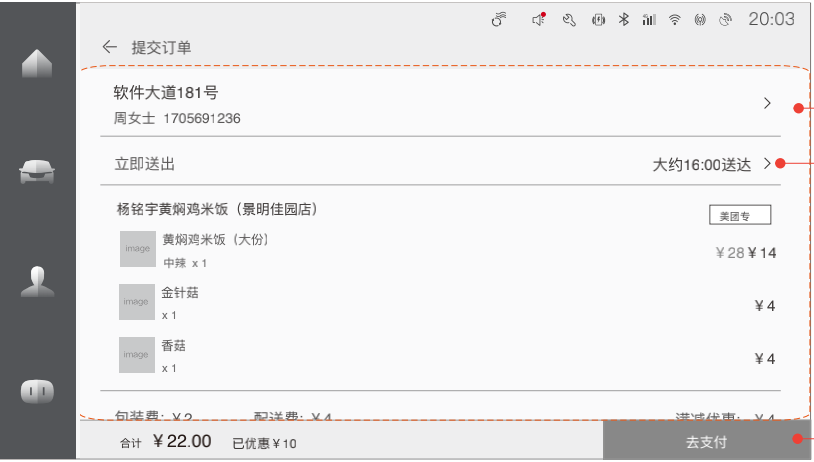 20:03
提交订单
软件大道181号
周女士 1705691236
立即送出 大约16:00送达
杨铭宇黄焖鸡米饭（景明佳园店）
美团专
image 黄焖鸡米饭（大份）
中辣 x 1
￥28￥14
image 金针菇
x 1
￥4
image 香菇
x 1
￥4
包装费：￥2 配送费：￥4 满减优惠：￥4
合计 ￥22.00 已优惠￥10 去支付